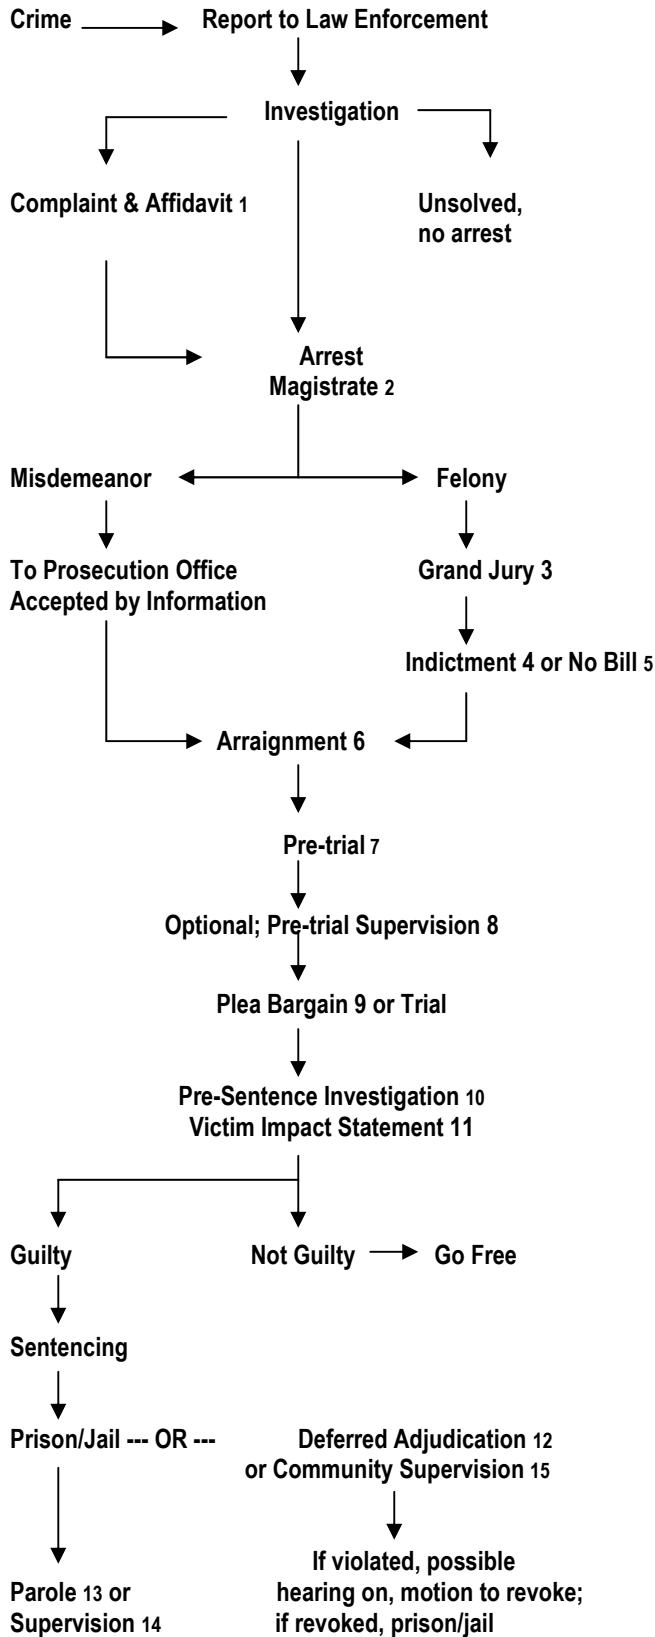 Crime Report to Law Enforcement
Investigation
Complaint & Affidavit 1
Unsolved,
no arrest
Arrest
Magistrate 2
Misdemeanor Felony
To Prosecution Office
Accepted by Information
Grand Jury 3
Indictment 4 or No Bill 5
Arraignment 6
Pre-trial 7
Optional; Pre-trial Supervision 8
Plea Bargain 9 or Trial
Pre-Sentence Investigation 10
Victim Impact Statement 11
Guilty Not Guilty Go Free
Sentencing
Prison/Jail --- OR --- Deferred Adjudication 12
or Community Supervision 15
If violated, possible
hearing on, motion to revoke;
if revoked, prison/jail
Parole 13 or
Supervision 14